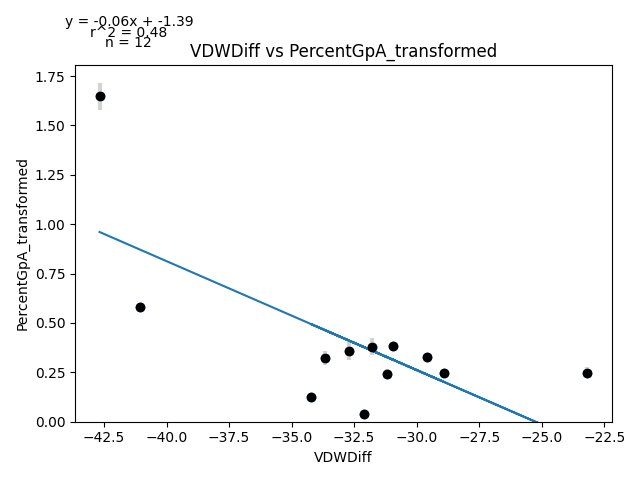 y = -0.06x + -1.39
r^2 = 0.48
n = 12
VDWDiff vs PercentGpA_transformed
PercentGpA_transformed
1.75
1.50
1.25
1.00
0.75
0.50
0.25
0.00
−42.5 −40.0 −37.5 −35.0 −32.5 −30.0 −27.5 −25.0 −22.5
VDWDiff